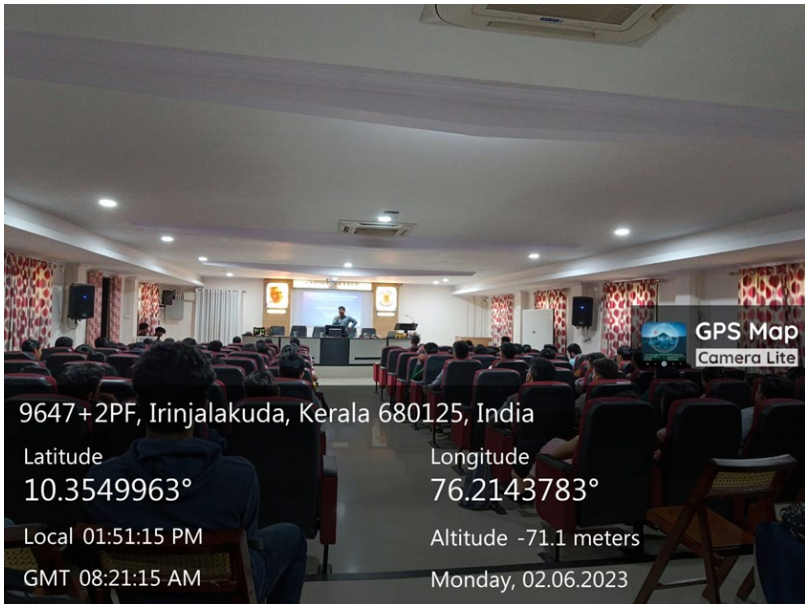 GPS Map
Camera Lite
9647+2PF, Irinjalakuda, Kerala 680125, India
Latitude
10.3549963°
Longitude
76.2143783°
Local 01:51:15 PM
Altitude -71.1 meters
GMT 08:21:15 AM
Monday, 02.06.2023